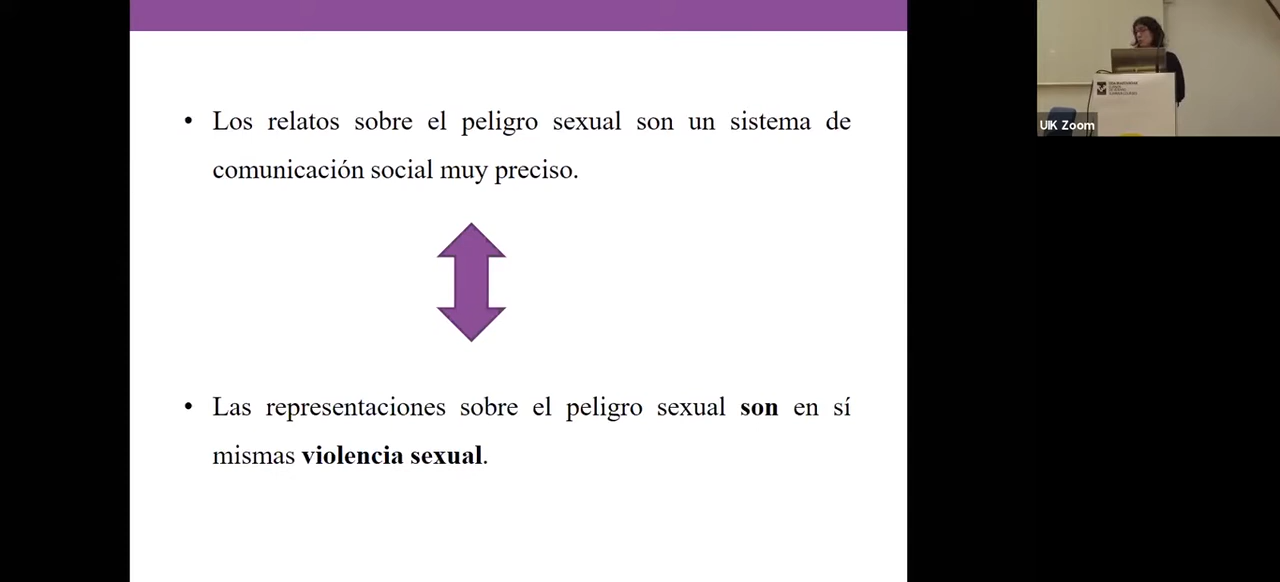 • Los relatos sobre el peligro sexual son un sistema de
comunicación social muy preciso.
• Las representaciones sobre el peligro sexual son en sí
mismas violencia sexual.
UIK Zoom